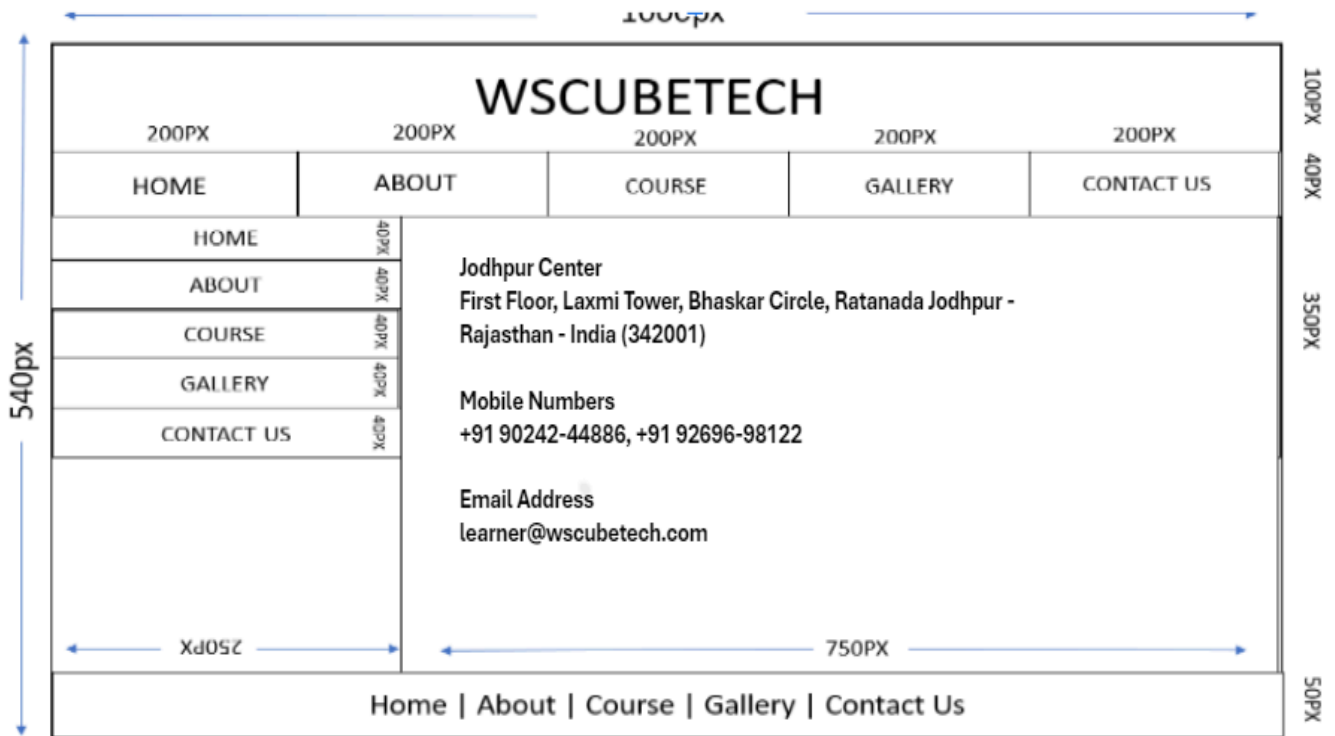 1000px
WSCUBETECH
100PX
200PX 200PX 200PX 200PX 200PX
HOME ABOUT COURSE GALLERY CONTACT US
40PX
HOME 40PX
ABOUT 40PX
COURSE 40PX
GALLERY 40PX
CONTACT US 40PX
Jodhpur Center
First Floor, Laxmi Tower, Bhaskar Circle, Ratanada Jodhpur -
Rajasthan - India (342001)
Mobile Numbers
+91 90242-44886, +91 92696-98122
Email Address
learner@wscubetech.com
350PX
540px
250PX
750PX
Home | About | Course | Gallery | Contact Us
50PX